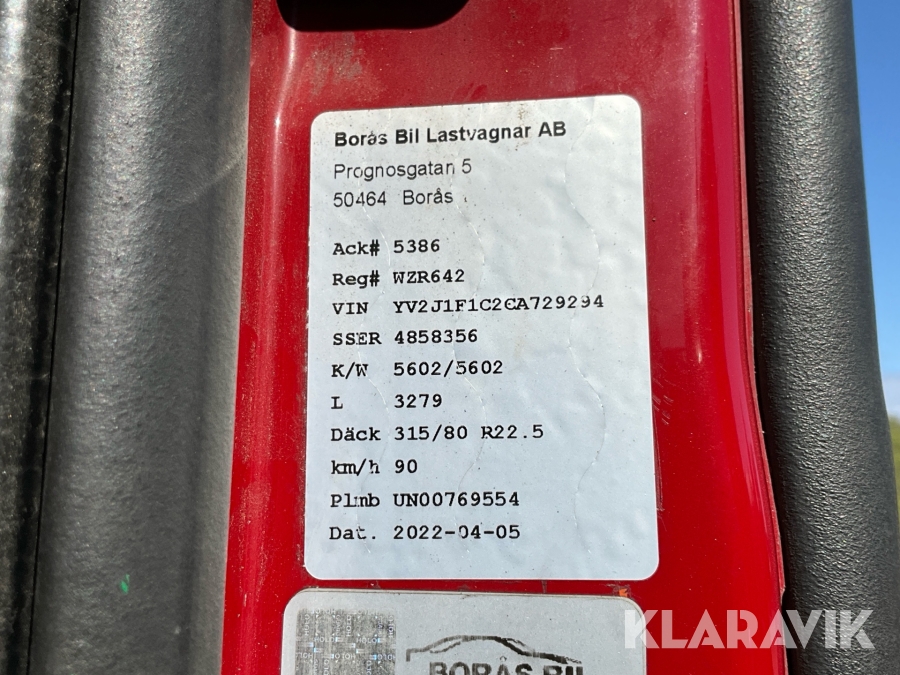 Borås Bil Lastvagnar AB
Prognosgatan 5
50464 Borås
Ack# 5386
Reg# WZR642
VIN YV2J1F1C2CA729294
SSER 4858356
K/W 5602/5602
L 3279
Däck 315/80 R22.5
km/h 90
Plmb UN00769554
Dat. 2022-04-05
BORÅS BIL
KLARAVIK